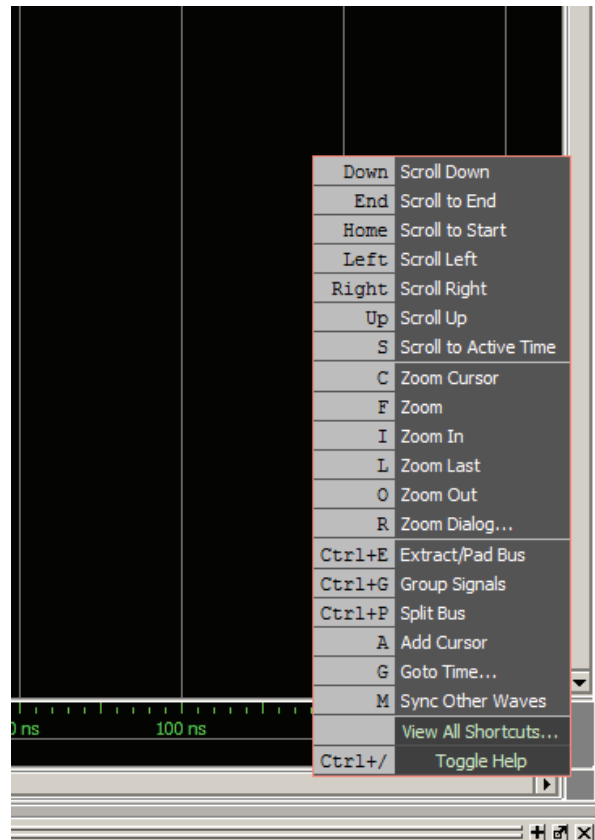 Down Scroll Down
End Scroll to End
Home Scroll to Start
Left Scroll Left
Right Scroll Right
Up Scroll Up
S Scroll to Active Time
C Zoom Cursor
F Zoom
I Zoom In
L Zoom Last
O Zoom Out
R Zoom Dialog...
Ctrl+E Extract/Pad Bus
Ctrl+G Group Signals
Ctrl+P Split Bus
A Add Cursor
G Goto Time...
M Sync Other Waves
View All Shortcuts...
Ctrl+/ Toggle Help
ns 100 ns